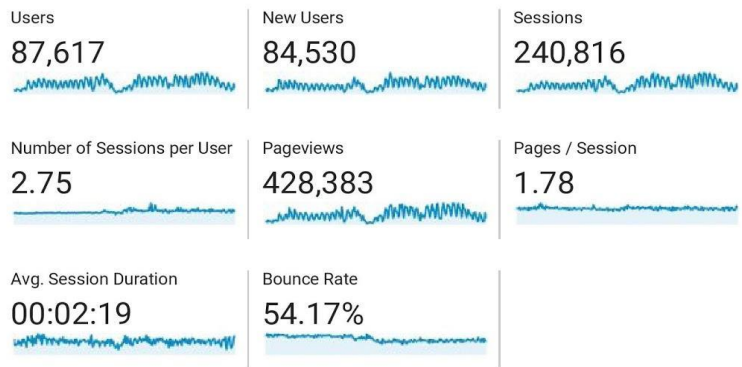 Users
87,617
New Users
84,530
Sessions
240,816
Number of Sessions per User
2.75
Pageviews
428,383
Pages / Session
1.78
Avg. Session Duration
00:02:19
Bounce Rate
54.17%